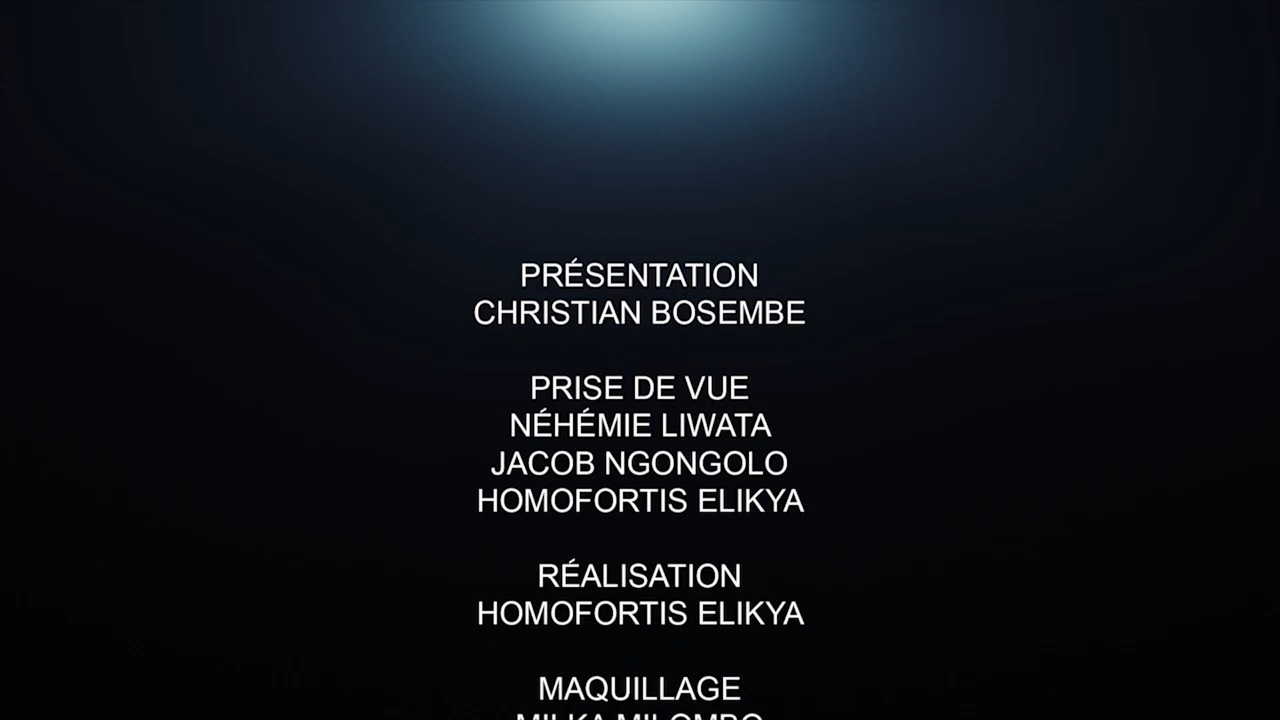 PRÉSENTATION
CHRISTIAN BOSEMBE
PRISE DE VUE
NÉHÉMIE LIWATA
JACOB NGONGOLO
HOMOFORTIS ELIKYA
RÉALISATION
HOMOFORTIS ELIKYA
MAQUILLAGE